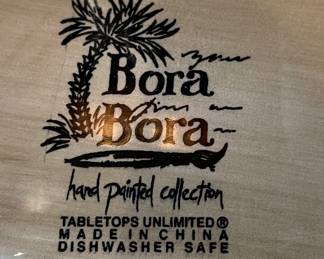 Bora
Bora
hand painted collection
TABLETOPS UNLIMITED®
MADE IN CHINA
DISHWASHER SAFE